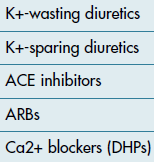 K+-wasting diuretics
K+-sparing diuretics
ACE inhibitors
ARBs
Ca2+ blockers (DHPs)